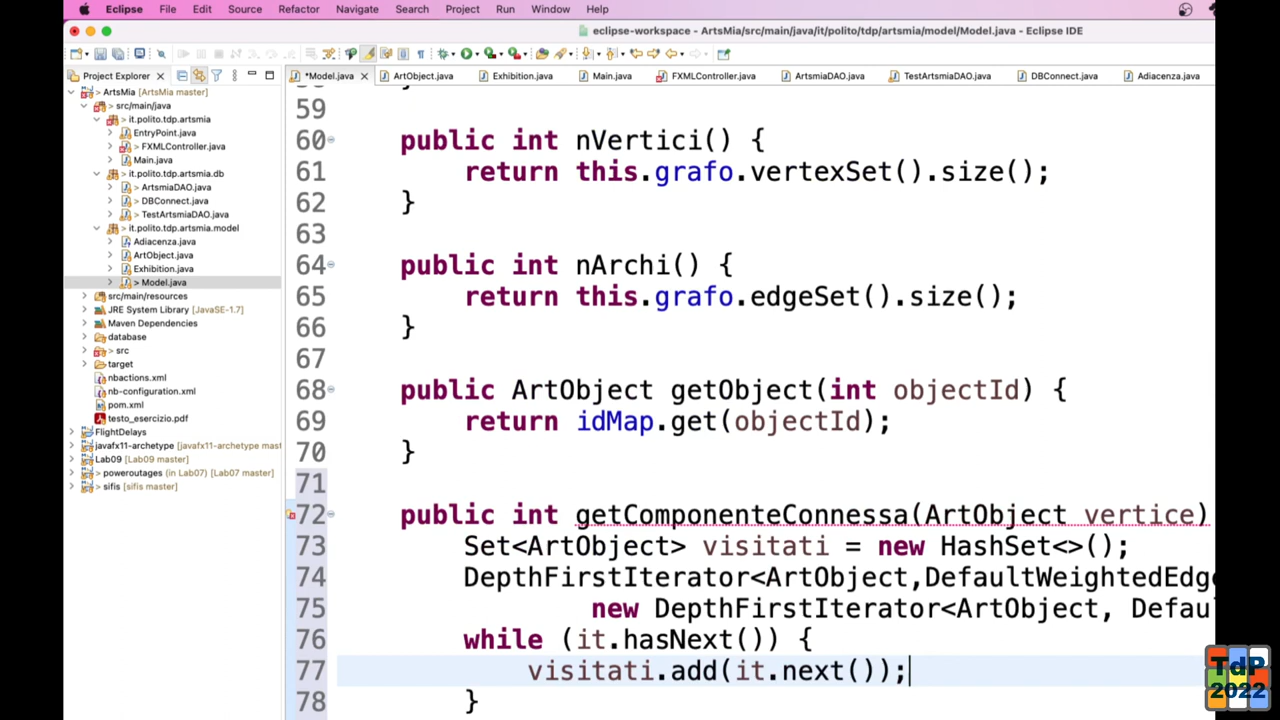 Eclipse File Edit Source Refactor Navigate Search Project Run Window Help
eclipse-workspace - ArtsMia/src/main/java/it/polito/tdp/artsmia/model/Model.java - Eclipse IDE
Project Explorer
*Model.java ArtObject.java Exhibition.java Main.java FXMLController.java ArtsmiaDAO.java TestArtsmiaDAO.java DBConnect.java Adiacenza.java
ArtsMia [ArtsMia master]
src/main/java
it.polito.tdp.artsmia
EntryPoint.java
> FXMLController.java
Main.java
it.polito.tdp.artsmia.db
> ArtsmiaDAO.java
> DBConnect.java
> TestArtsmiaDAO.java
it.polito.tdp.artsmia.model
Adiacenza.java
ArtObject.java
Exhibition.java
> Model.java
src/main/resources
JRE System Library [JavaSE-1.7]
Maven Dependencies
database
> src
target
nbactions.xml
nb-configuration.xml
pom.xml
testo_esercizio.pdf
FlightDelays
javafx11-archetype [javafx11-archetype mast
Lab09 [Lab09 master]
> poweroutages (in Lab07) [Lab07 master]
> sifis [sifis master]
59
60 public int nVertici() {
61 return this.grafo.vertexSet().size();
62 }
63
64 public int nArchi() {
65 return this.grafo.edgeSet().size();
66 }
67
68 public ArtObject getObject(int objectId) {
69 return idMap.get(objectId);
70 }
71
72 public int getComponenteConnessa(ArtObject vertice)
73 Set<ArtObject> visitati = new HashSet<>();
74 DepthFirstIterator<ArtObject,DefaultWeightedEdge
75 new DepthFirstIterator<ArtObject, Defau
76 while (it.hasNext()) {
77 visitati.add(it.next());
78 }
TdP
2022